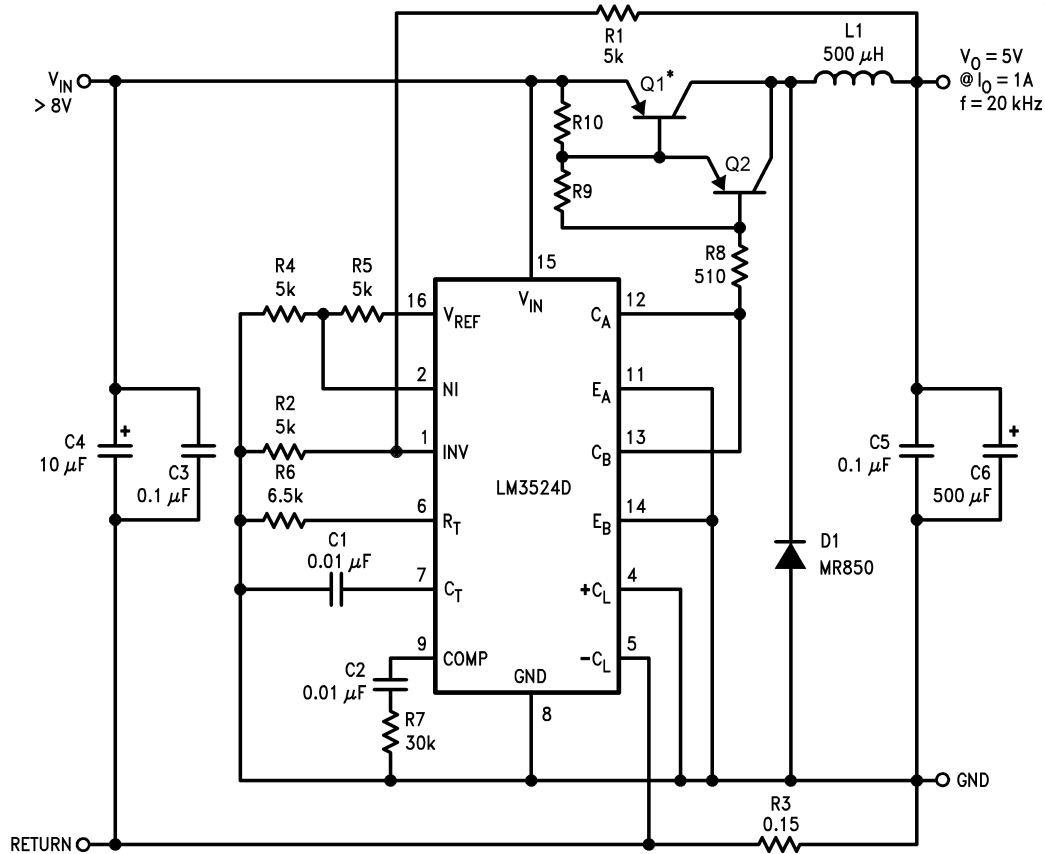 R1
5k
L1
500 μH
V_IN
> 8V
V_O = 5V
@ I_O = 1A
f = 20 kHz
Q1*
R10
Q2
R9
R8
510
R4
5k
R5
5k
15
V_IN
16
V_REF
12
C_A
2
NI
11
E_A
R2
5k
1
INV
13
C_B
C4
10 μF
+
C3
0.1 μF
R6
6.5k
LM3524D
6
R_T
14
E_B
C5
0.1 μF
C6
500 μF
+
C1
0.01 μF
7
C_T
4
+C_L
D1
MR850
9
COMP
5
−C_L
C2
0.01 μF
GND
8
R7
30k
GND
R3
0.15
RETURN